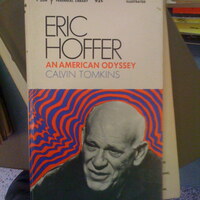 ERIC
HOFFER
AN AMERICAN ODYSSEY
CALVIN TOMKINS